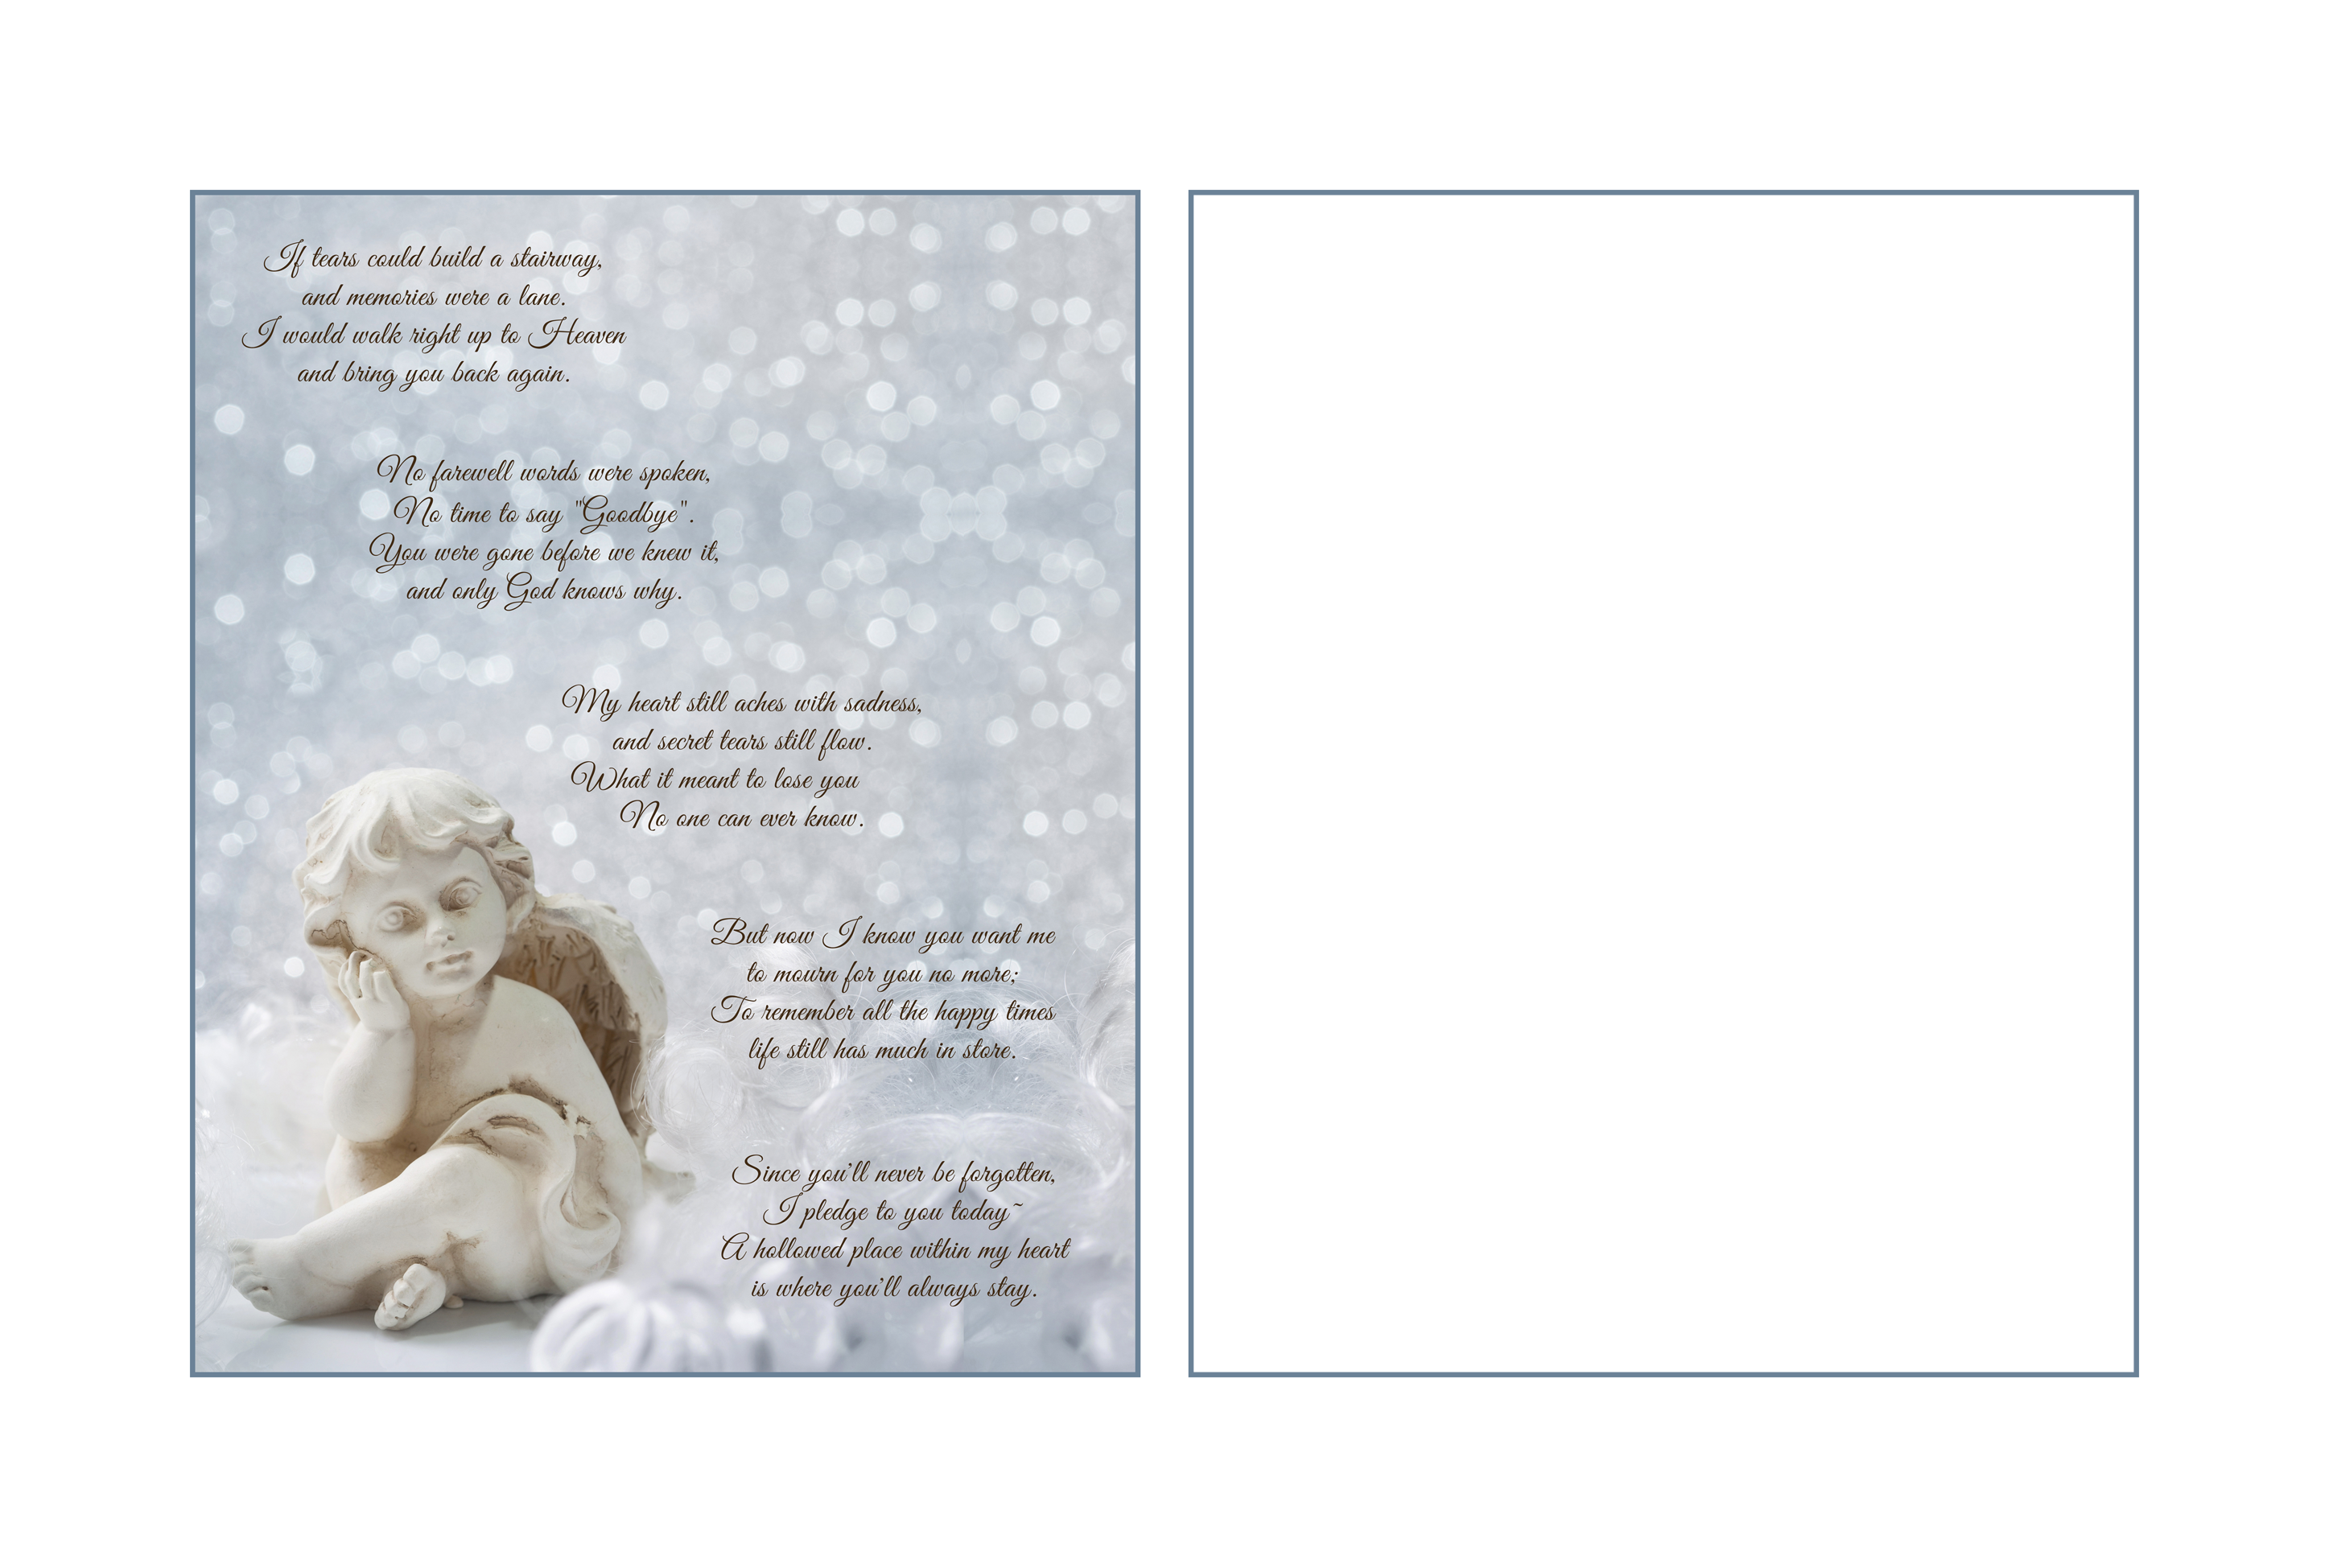 If tears could build a stairway,
and memories were a lane.
I would walk right up to Heaven
and bring you back again.
No farewell words were spoken,
No time to say "Goodbye".
You were gone before we knew it,
and only God knows why.
My heart still aches with sadness,
and secret tears still flow.
What it meant to lose you
No one can ever know.
But now I know you want me
to mourn for you no more;
To remember all the happy times
life still has much in store.
Since you'll never be forgotten,
I pledge to you today~
A hollowed place within my heart
is where you'll always stay.